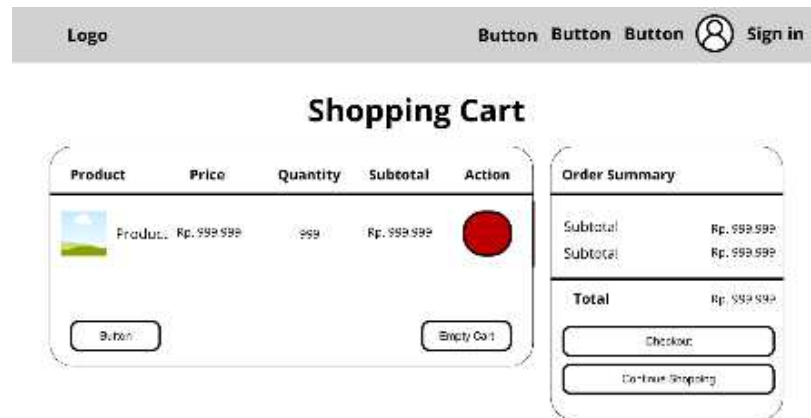 Logo Button Button Button Sign in
Shopping Cart
Product Price Quantity Subtotal Action
Produc.. Rp. 999.999 999 Rp. 999.999
Button Empty Cart
Order Summary
Subtotal Rp. 999.999
Subtotal Rp. 999.999
Total Rp. 999.999
Checkout
Continue Shopping